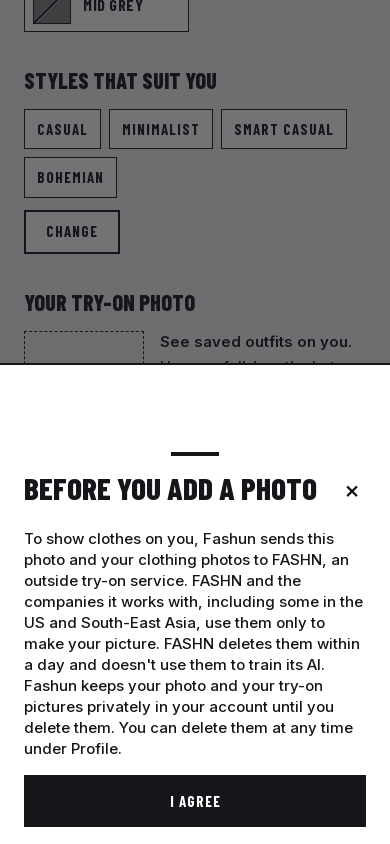 MID GREY
STYLES THAT SUIT YOU
CASUAL
MINIMALIST
SMART CASUAL
BOHEMIAN
CHANGE
YOUR TRY-ON PHOTO
See saved outfits on you.
BEFORE YOU ADD A PHOTO ×
To show clothes on you, Fashun sends this
photo and your clothing photos to FASHN, an
outside try-on service. FASHN and the
companies it works with, including some in the
US and South-East Asia, use them only to
make your picture. FASHN deletes them within
a day and doesn't use them to train its AI.
Fashun keeps your photo and your try-on
pictures privately in your account until you
delete them. You can delete them at any time
under Profile.
I AGREE